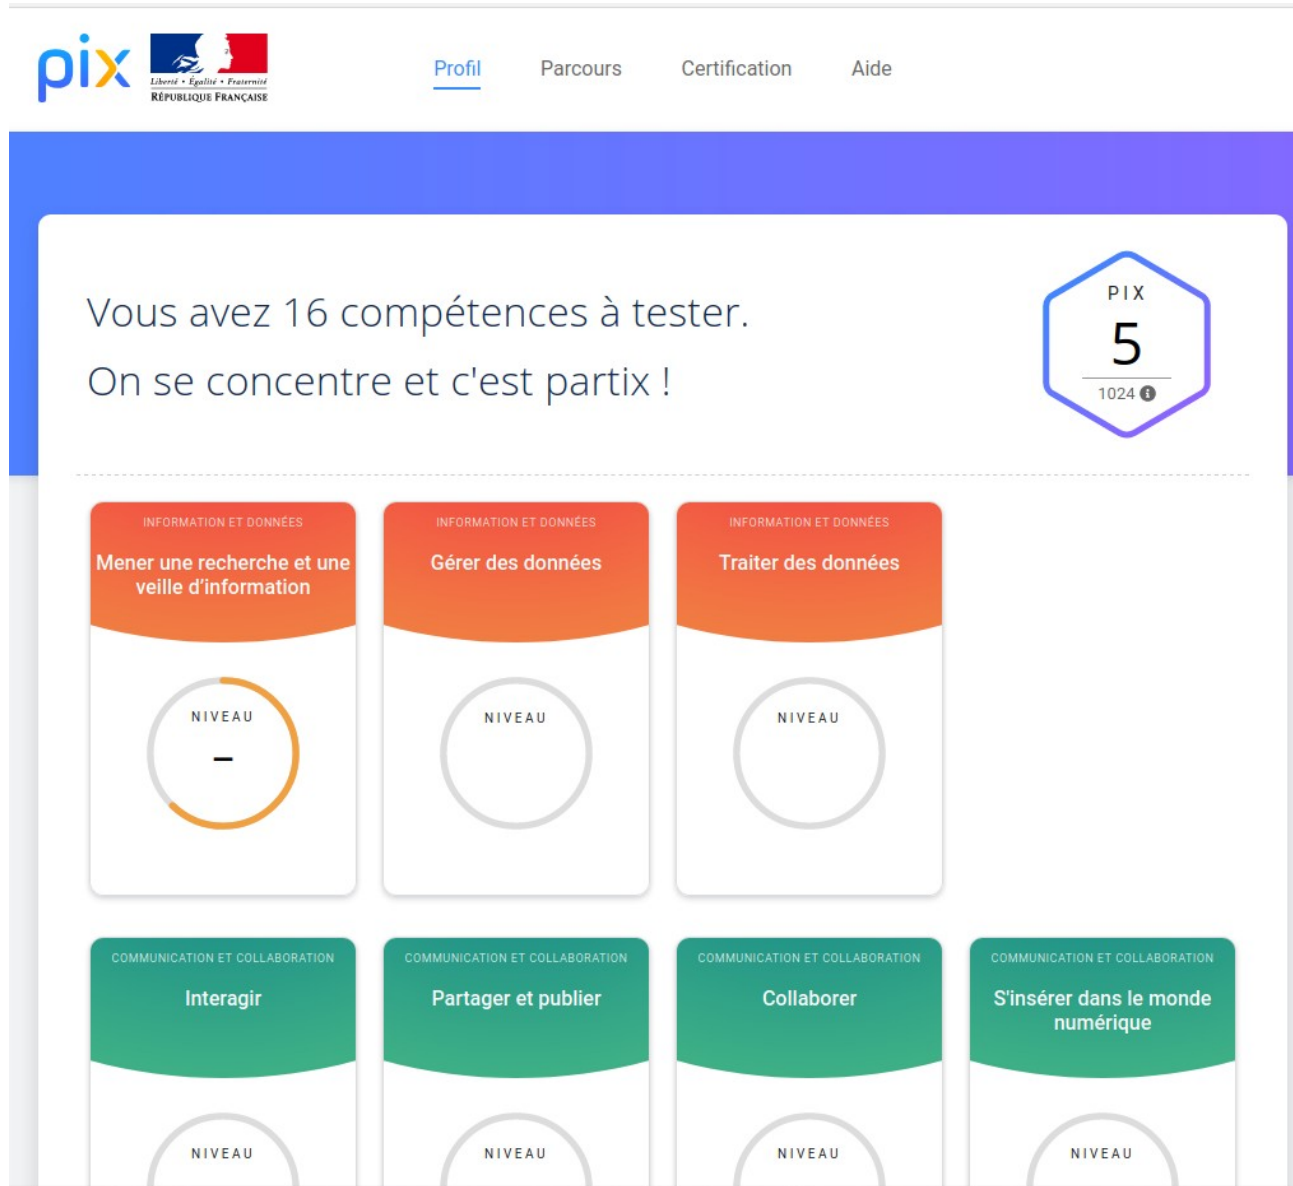 pix
Liberté • Égalité • Fraternité
RÉPUBLIQUE FRANÇAISE
Profil
Parcours
Certification
Aide
Vous avez 16 compétences à tester.
On se concentre et c'est partix !
PIX
5
1024
INFORMATION ET DONNÉES
Mener une recherche et une
veille d’information
NIVEAU
–
INFORMATION ET DONNÉES
Gérer des données
NIVEAU
INFORMATION ET DONNÉES
Traiter des données
NIVEAU
COMMUNICATION ET COLLABORATION
Interagir
NIVEAU
COMMUNICATION ET COLLABORATION
Partager et publier
NIVEAU
COMMUNICATION ET COLLABORATION
Collaborer
NIVEAU
COMMUNICATION ET COLLABORATION
S'insérer dans le monde
numérique
NIVEAU